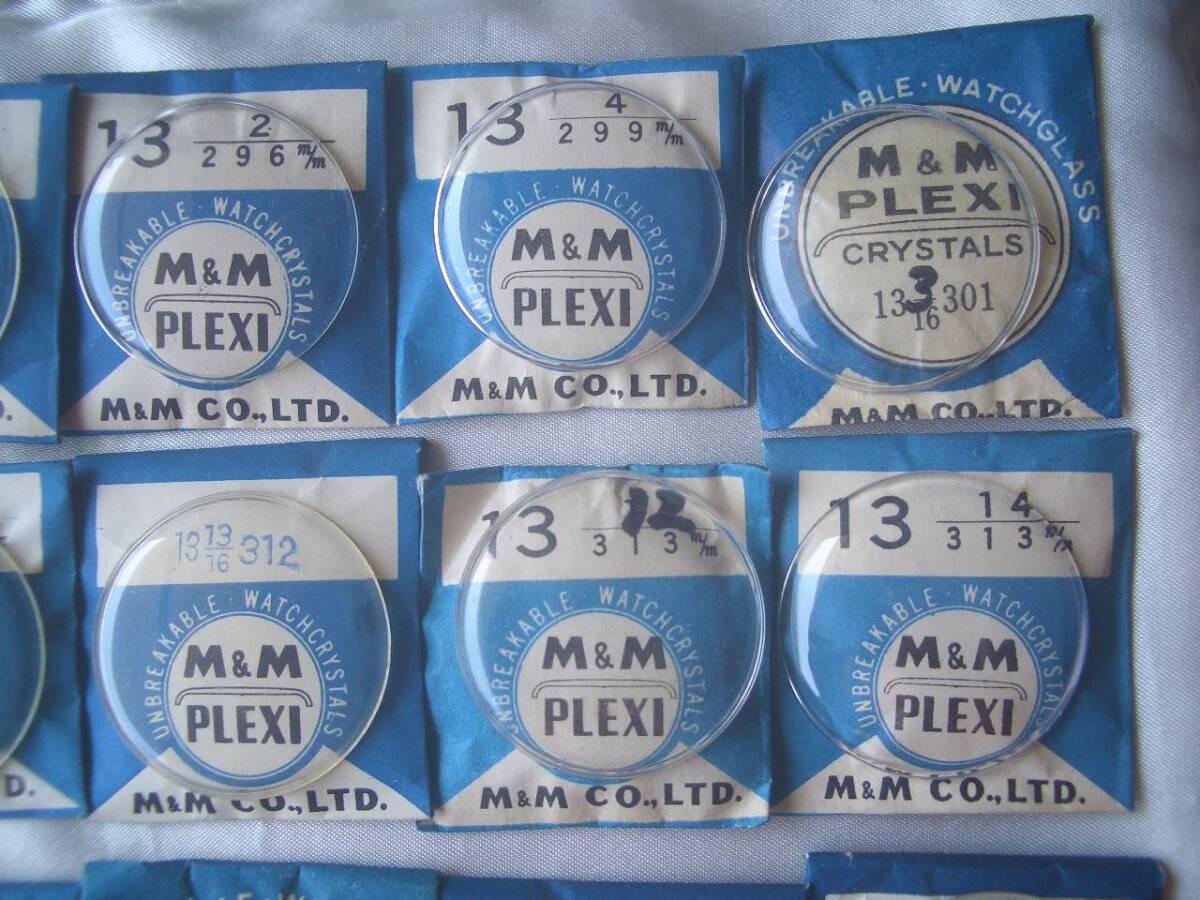 13 2
296 m/m
UNBREAKABLE · WATCHCRYSTALS
M&M
PLEXI
M&M CO.,LTD.
13 4
299 m/m
UNBREAKABLE · WATCHCRYSTALS
M&M
PLEXI
M&M CO.,LTD.
UNBREAKABLE · WATCHGLASS
M & M
PLEXI
CRYSTALS
13 3/16 301
M&M CO.,LTD.
D.
13 13/16 312
UNBREAKABLE · WATCHCRYSTALS
M&M
PLEXI
M&M CO.,LTD.
13 12
313 m/m
UNBREAKABLE · WATCHCRYSTALS
M&M
PLEXI
M&M CO.,LTD.
13 14
313 m/m
UNBREAKABLE · WATCHCRYSTALS
M&M
PLEXI
M&M CO.,LTD.
D.